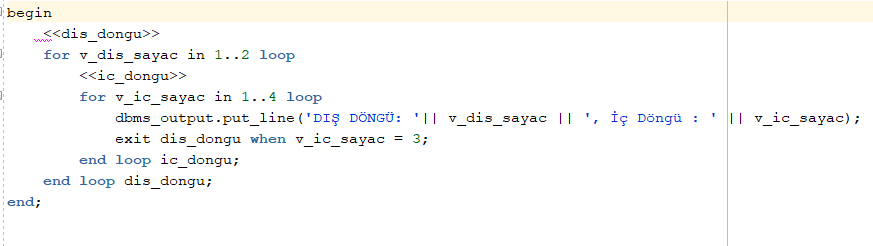 begin
    <<dis_dongu>>
    for v_dis_sayac in 1..2 loop
        <<ic_dongu>>
        for v_ic_sayac in 1..4 loop
            dbms_output.put_line('DIŞ DÖNGÜ: '|| v_dis_sayac || ', İç Döngü : ' || v_ic_sayac);
            exit dis_dongu when v_ic_sayac = 3;
        end loop ic_dongu;
    end loop dis_dongu;
end;